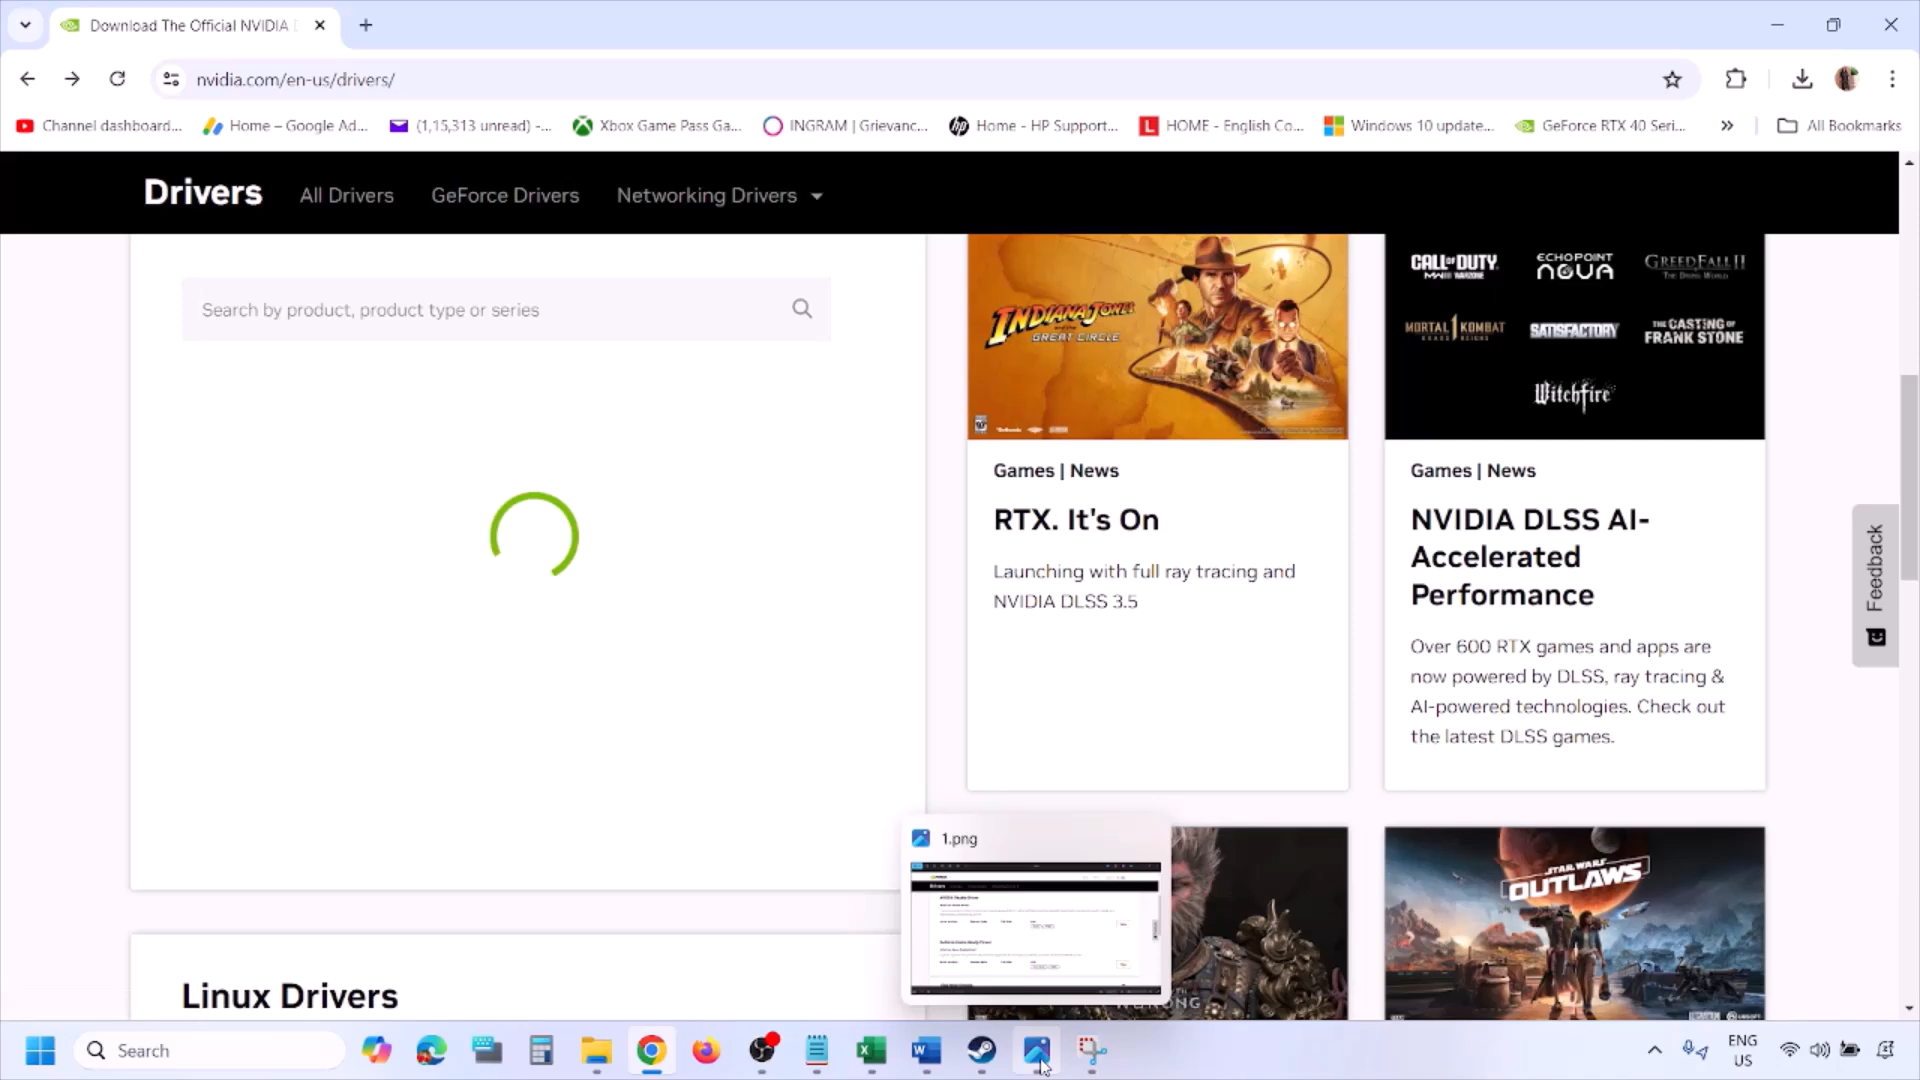 Download The Official NVIDIA
nvidia.com/en-us/drivers/
Channel dashboard...
Home – Google Ad...
(1,15,313 unread) -...
Xbox Game Pass Ga...
INGRAM | Grievanc...
Home - HP Support...
HOME - English Co...
Windows 10 update...
GeForce RTX 40 Seri...
All Bookmarks
Drivers
All Drivers
GeForce Drivers
Networking Drivers
Search by product, product type or series
INDIANA JONES
GREAT CIRCLE
CALL OF DUTY
ECHOPOINT
NOVA
GREEDFALL II
THE DYING WORLD
MORTAL KOMBAT
SATISFACTORY
THE CASTING OF
FRANK STONE
Witchfire
Games | News
RTX. It's On
Launching with full ray tracing and
NVIDIA DLSS 3.5
Games | News
NVIDIA DLSS AI-
Accelerated
Performance
Over 600 RTX games and apps are
now powered by DLSS, ray tracing &
AI-powered technologies. Check out
the latest DLSS games.
Feedback
1.png
Drivers
STAR WARS
OUTLAWS
Linux Drivers
Search
ENG
US